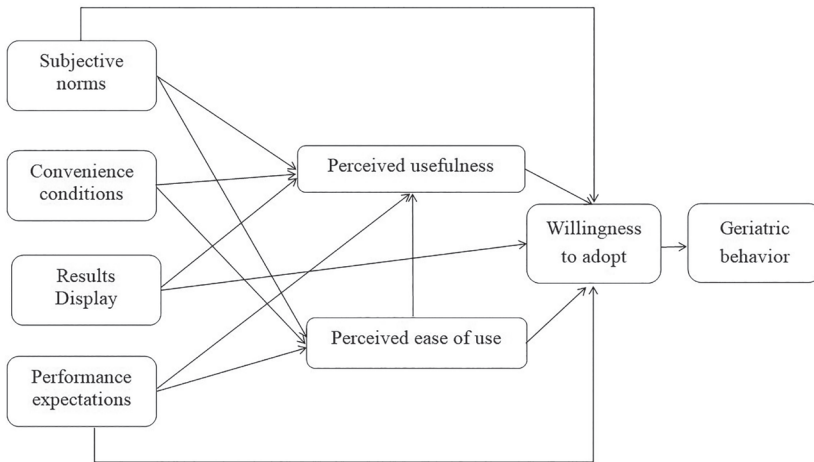 Subjective
norms
Convenience
conditions
Results
Display
Performance
expectations
Perceived usefulness
Perceived ease of use
Willingness
to adopt
Geriatric
behavior